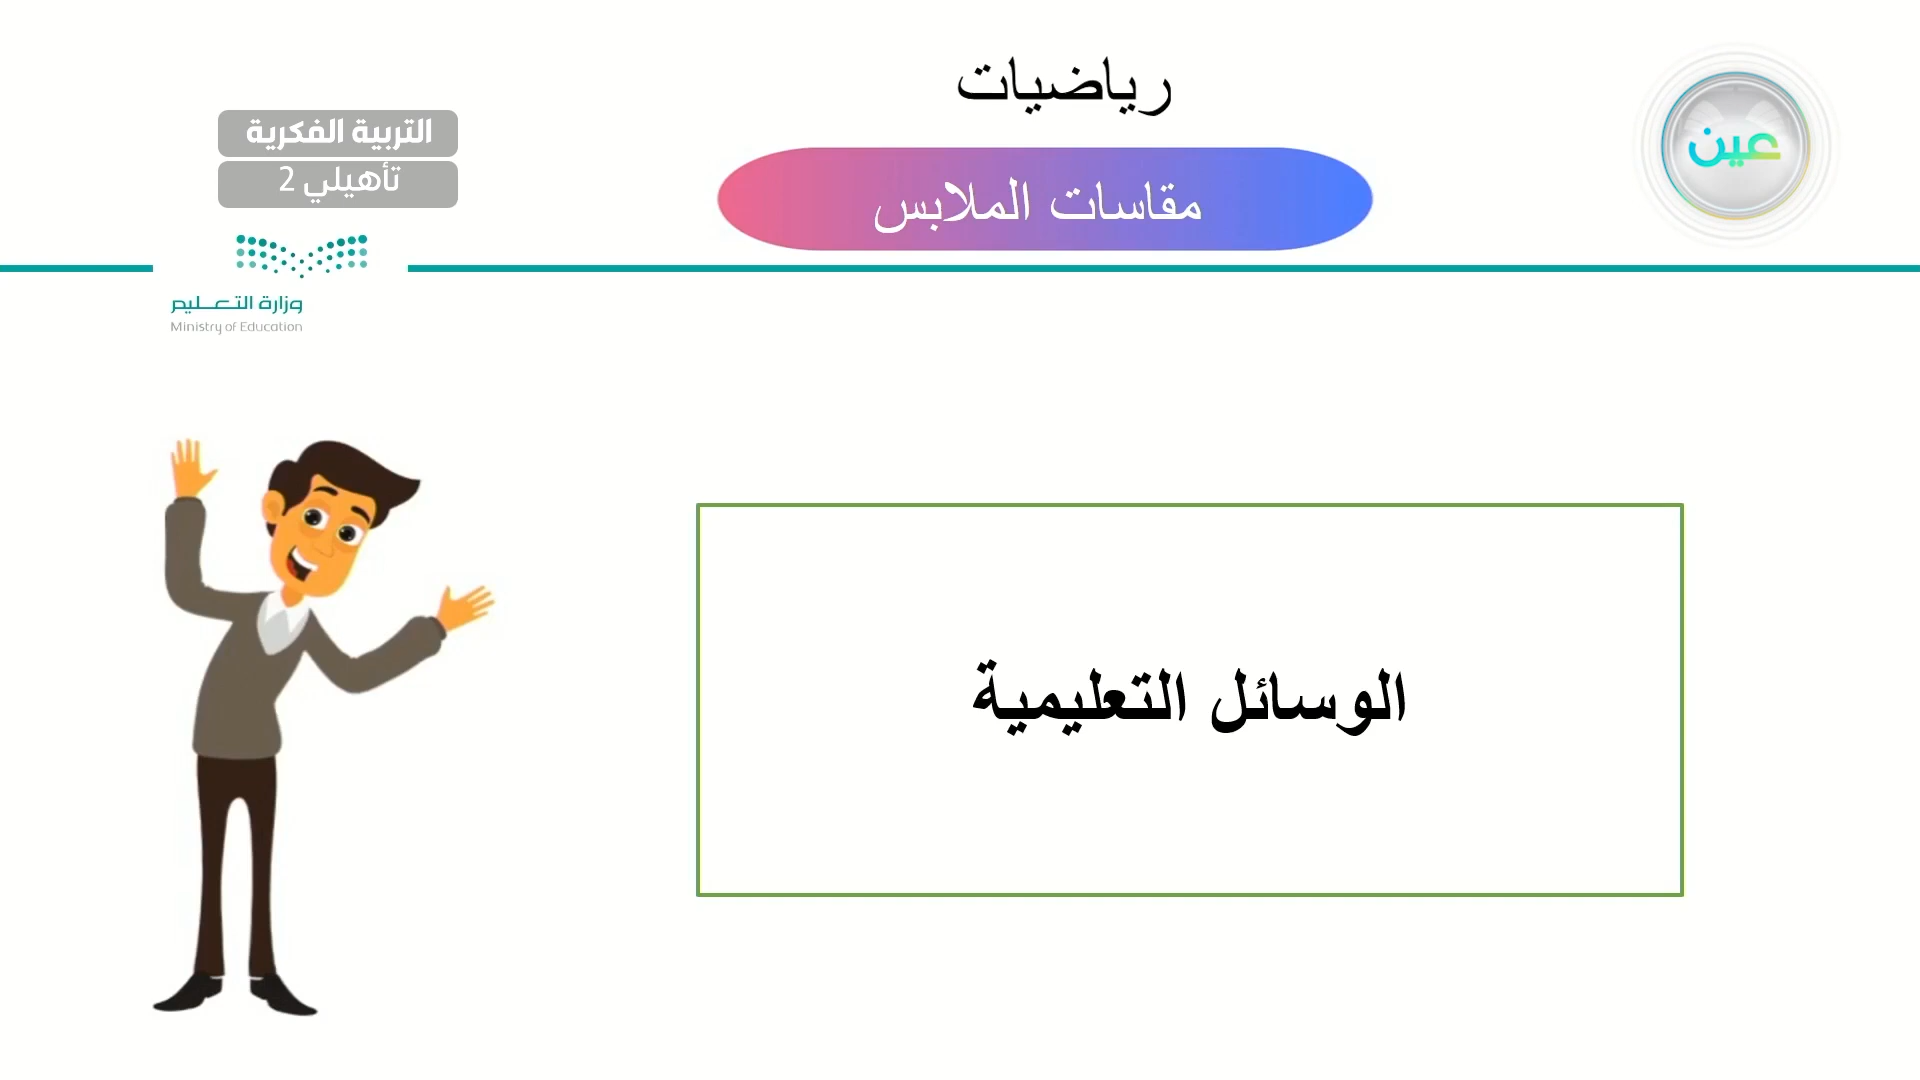 رياضيات
عين
مقاسات الملابس
التربية الفكرية
تأهيلي 2
وزارة التعليم
Ministry of Education
الوسائل التعليمية